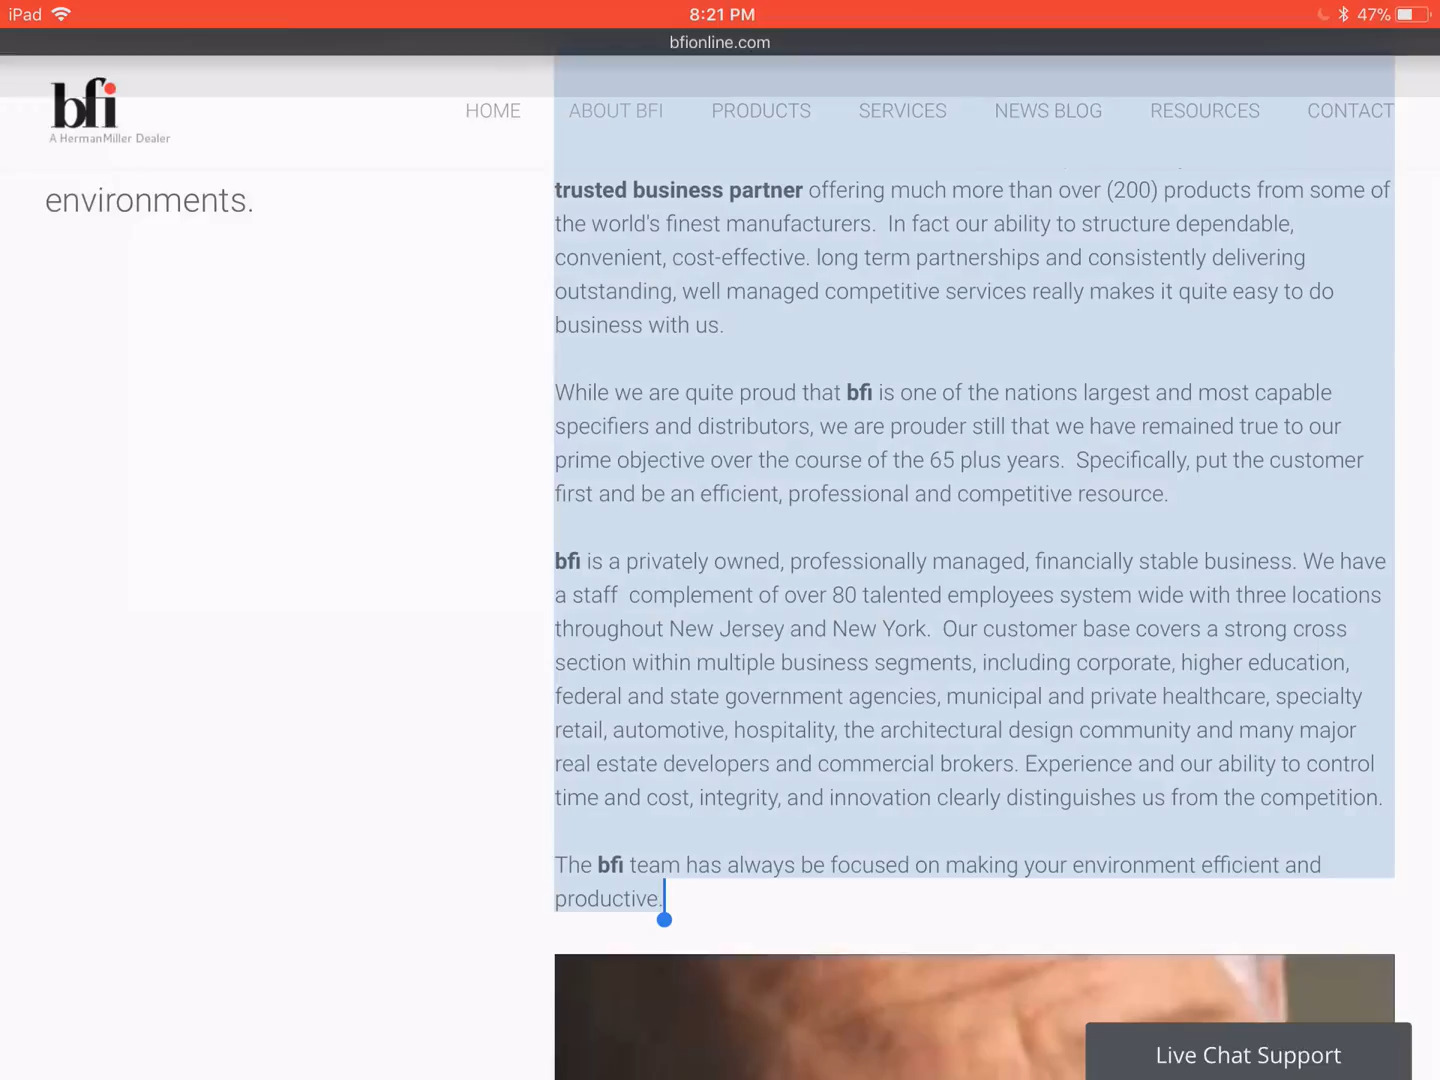 iPad 8:21 PM 47%
bfionline.com
bfi
A HermanMiller Dealer
HOME ABOUT BFI PRODUCTS SERVICES NEWS BLOG RESOURCES CONTACT
environments.
trusted business partner offering much more than over (200) products from some of
the world's finest manufacturers.  In fact our ability to structure dependable,
convenient, cost-effective. long term partnerships and consistently delivering
outstanding, well managed competitive services really makes it quite easy to do
business with us.
While we are quite proud that bfi is one of the nations largest and most capable
specifiers and distributors, we are prouder still that we have remained true to our
prime objective over the course of the 65 plus years.  Specifically, put the customer
first and be an efficient, professional and competitive resource.
bfi is a privately owned, professionally managed, financially stable business. We have
a staff  complement of over 80 talented employees system wide with three locations
throughout New Jersey and New York.  Our customer base covers a strong cross
section within multiple business segments, including corporate, higher education,
federal and state government agencies, municipal and private healthcare, specialty
retail, automotive, hospitality, the architectural design community and many major
real estate developers and commercial brokers. Experience and our ability to control
time and cost, integrity, and innovation clearly distinguishes us from the competition.
The bfi team has always be focused on making your environment efficient and
productive.
Live Chat Support